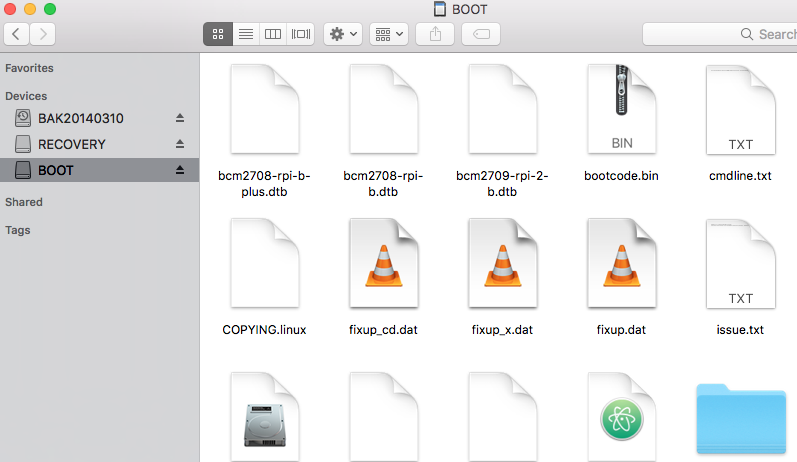 BOOT
Search
Favorites
Devices
BAK20140310
RECOVERY
BOOT
Shared
Tags
BIN
TXT
bcm2708-rpi-b-
plus.dtb
bcm2708-rpi-
b.dtb
bcm2709-rpi-2-
b.dtb
bootcode.bin
cmdline.txt
TXT
COPYING.linux
fixup_cd.dat
fixup_x.dat
fixup.dat
issue.txt